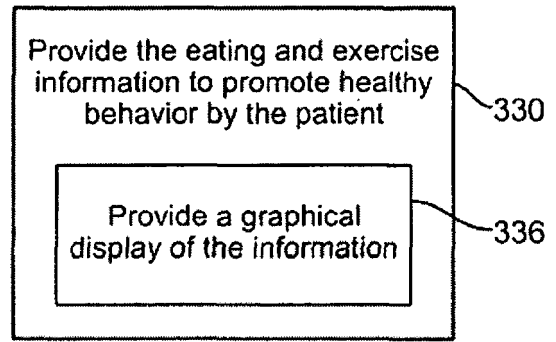 Provide the eating and exercise
information to promote healthy
behavior by the patient
330
Provide a graphical
display of the information
336